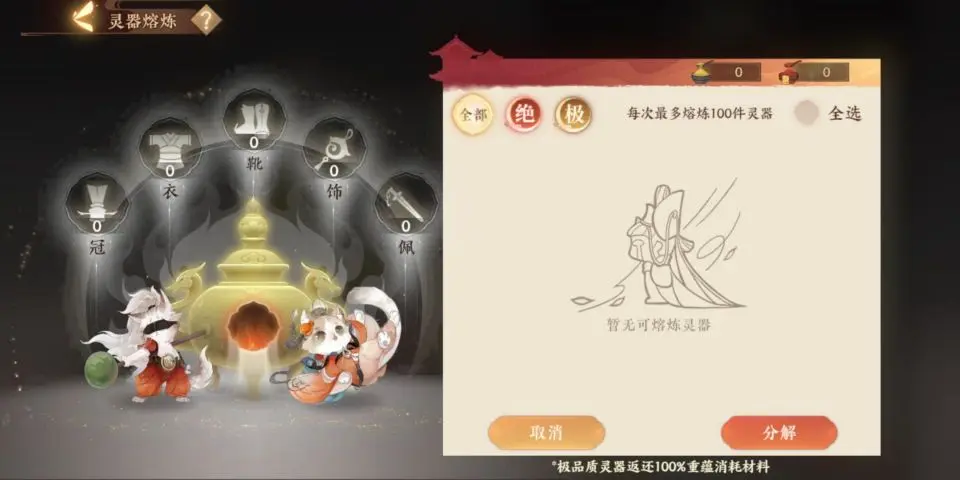 灵器熔炼
?
0
0
全部
绝
极
每次最多熔炼100件灵器
全选
0
靴
0
衣
0
饰
0
冠
0
佩
暂无可熔炼灵器
取消
分解
*极品质灵器返还100%重蕴消耗材料